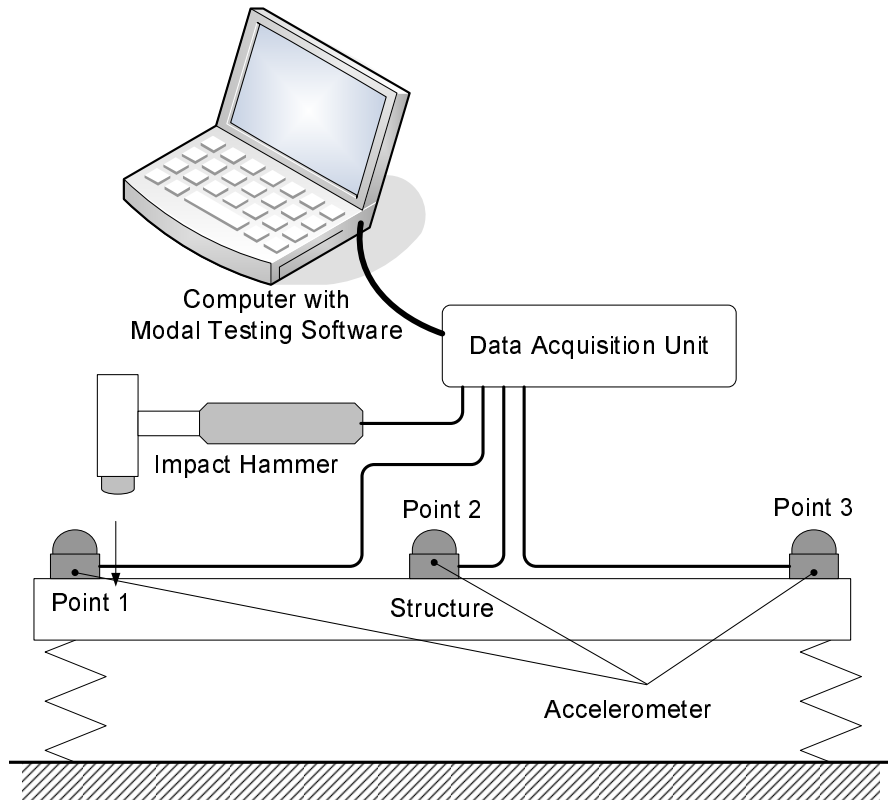 Computer with
Modal Testing Software
Data Acquisition Unit
Impact Hammer
Point 2
Point 3
Point 1
Structure
Accelerometer